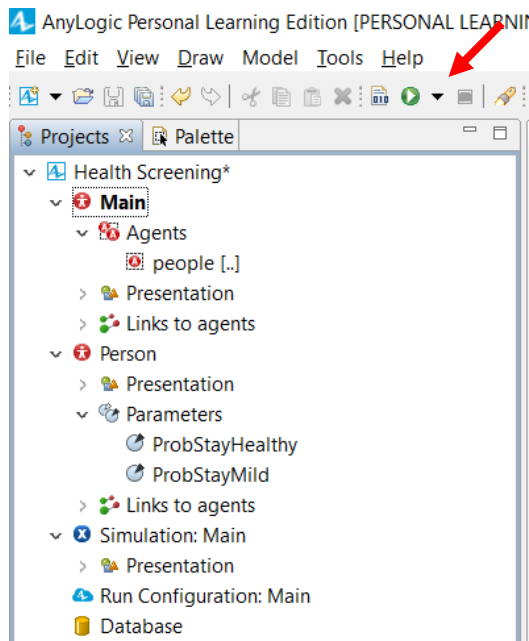 AnyLogic Personal Learning Edition [PERSONAL LEARNIN
File Edit View Draw Model Tools Help
Projects Palette
Health Screening*
Main
Agents
people [..]
Presentation
Links to agents
Person
Presentation
Parameters
ProbStayHealthy
ProbStayMild
Links to agents
Simulation: Main
Presentation
Run Configuration: Main
Database